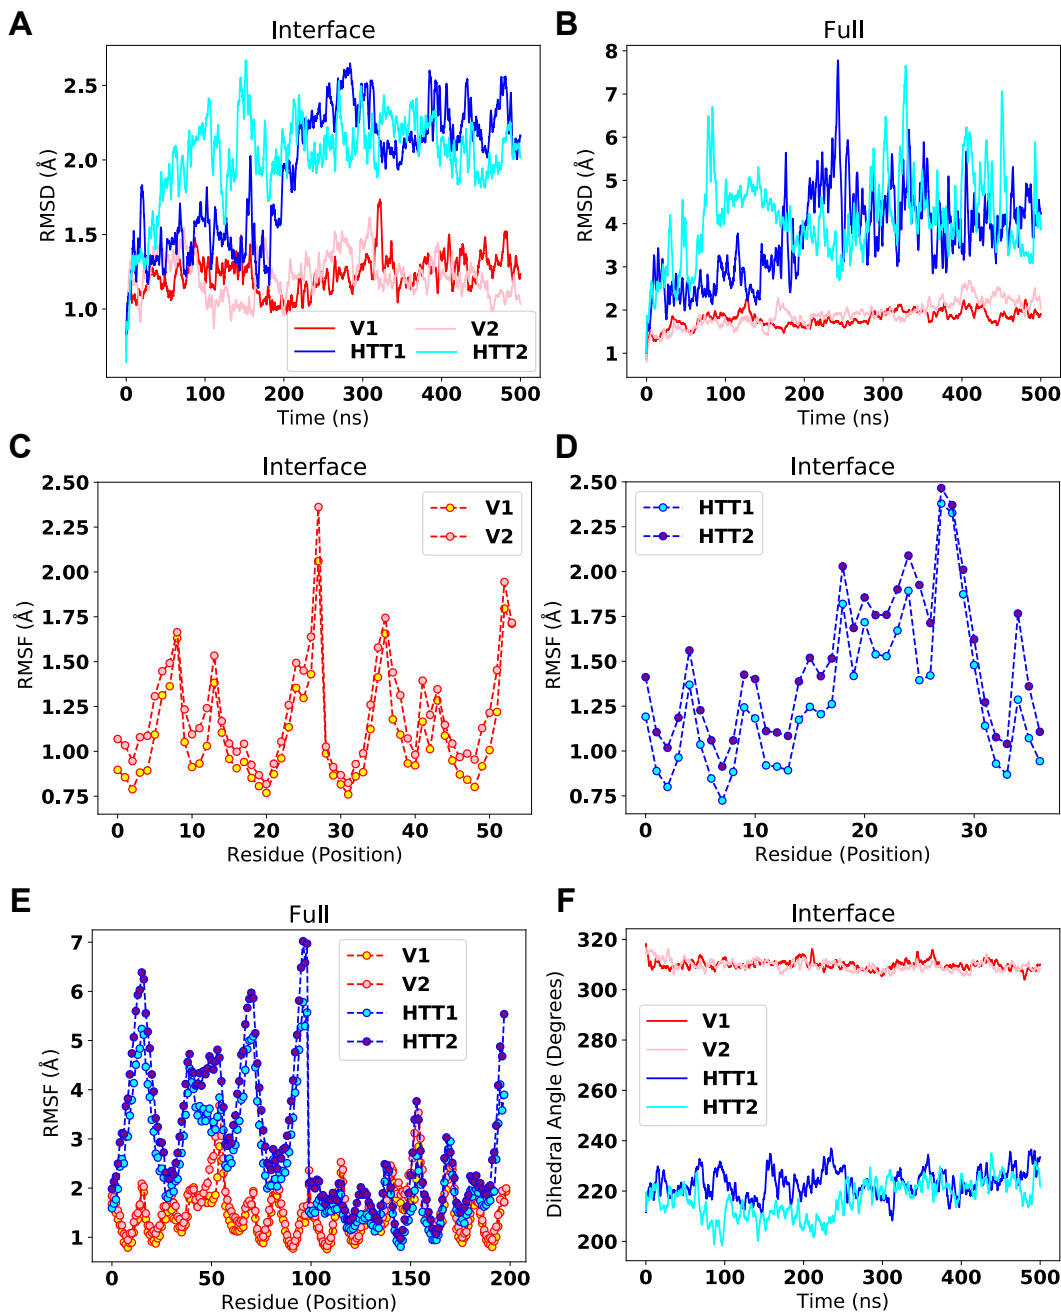 A
Interface
RMSD (Å)
2.5
2.0
1.5
1.0
V1 V2
HTT1 HTT2
0 100 200 300 400 500
Time (ns)
B
Full
RMSD (Å)
8
7
6
5
4
3
2
1
0 100 200 300 400 500
Time (ns)
C
Interface
RMSF (Å)
2.50
2.25
2.00
1.75
1.50
1.25
1.00
0.75
V1
V2
0 10 20 30 40 50
Residue (Position)
D
Interface
RMSF (Å)
2.50
2.25
2.00
1.75
1.50
1.25
1.00
0.75
HTT1
HTT2
0 10 20 30
Residue (Position)
E
Full
RMSF (Å)
7
6
5
4
3
2
1
V1
V2
HTT1
HTT2
0 50 100 150 200
Residue (Position)
F
Interface
Dihedral Angle (Degrees)
320
300
280
260
240
220
200
V1
V2
HTT1
HTT2
0 100 200 300 400 500
Time (ns)